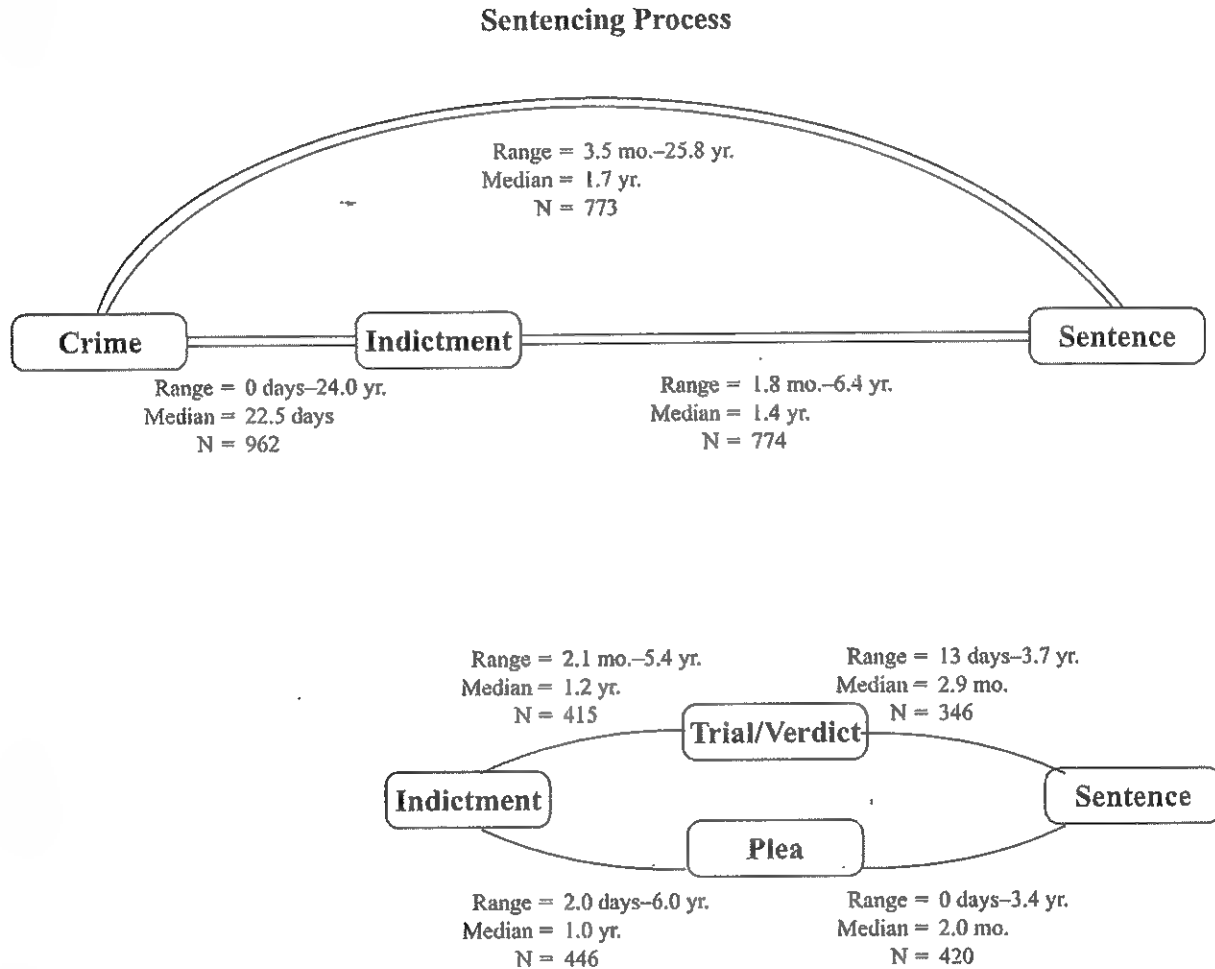 Sentencing Process
Range = 3.5 mo.–25.8 yr.
Median = 1.7 yr.
N = 773
Crime
Indictment
Sentence
Range = 0 days–24.0 yr.
Median = 22.5 days
N = 962
Range = 1.8 mo.–6.4 yr.
Median = 1.4 yr.
N = 774
Range = 2.1 mo.–5.4 yr.
Median = 1.2 yr.
N = 415
Range = 13 days–3.7 yr.
Median = 2.9 mo.
N = 346
Trial/Verdict
Indictment
Sentence
Plea
Range = 2.0 days–6.0 yr.
Median = 1.0 yr.
N = 446
Range = 0 days–3.4 yr.
Median = 2.0 mo.
N = 420